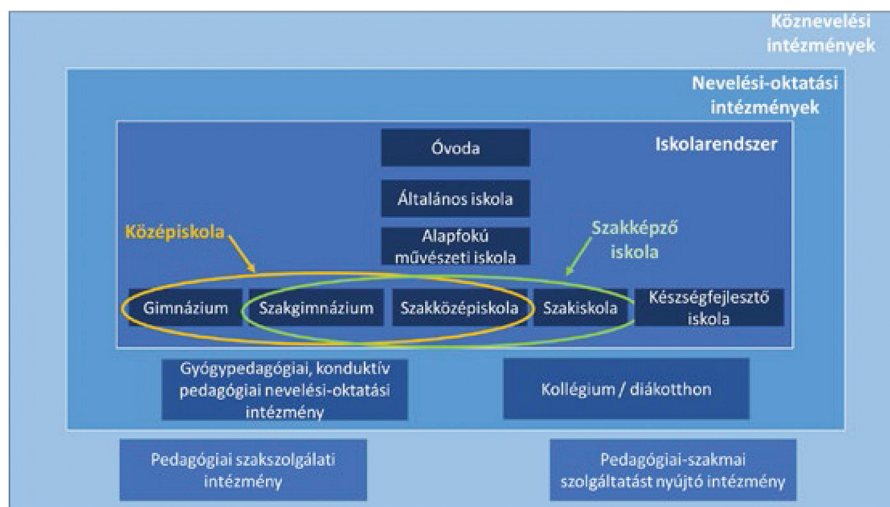 Köznevelési
intézmények
Nevelési-oktatási
intézmények
Iskolarendszer
Óvoda
Általános iskola
Alapfokú
művészeti iskola
Középiskola
Szakképző
iskola
Gimnázium
Szakgimnázium
Szakközépiskola
Szakiskola
Készségfejlesztő
iskola
Gyógypedagógiai, konduktív
pedagógiai nevelési-oktatási
intézmény
Kollégium / diákotthon
Pedagógiai szakszolgálati
intézmény
Pedagógiai-szakmai
szolgáltatást nyújtó intézmény